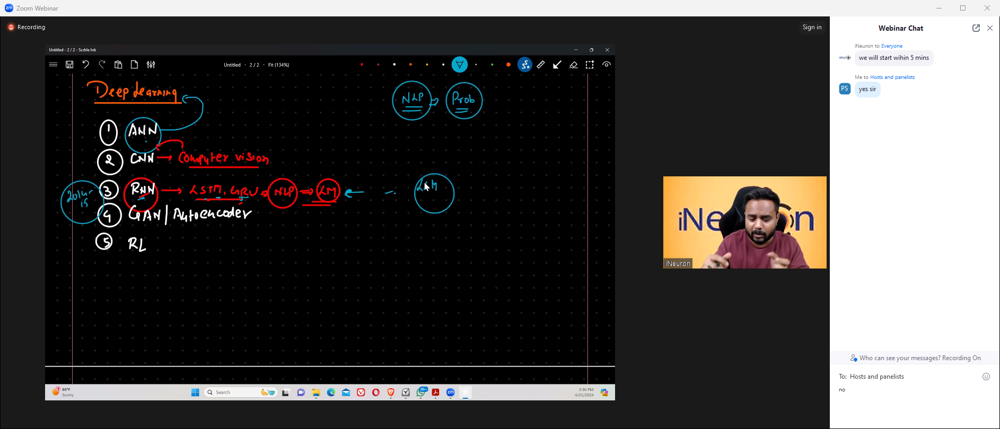 Zoom Webinar
Recording
Sign in
Untitled - 2 / 2 - Scrble Ink
Untitled · 2 / 2 · Fit (134%)
Deep Learning
NLP
Prob
1 ANN
2 CNN → Computer vision
2014-15
3 RNN → LSTM, GRU → NLP ⇒ LM
4 GAN / Autoencoder
5 RL
iNeuron
iNeuron
1
89°F
Sunny
Search
99+
zm
3:30 PM
4/21/2024
Webinar Chat
iNeuron to Everyone
we will start wihin 5 mins
Me to Hosts and panelists
PS
yes sir
Who can see your messages? Recording On
To: Hosts and panelists
no